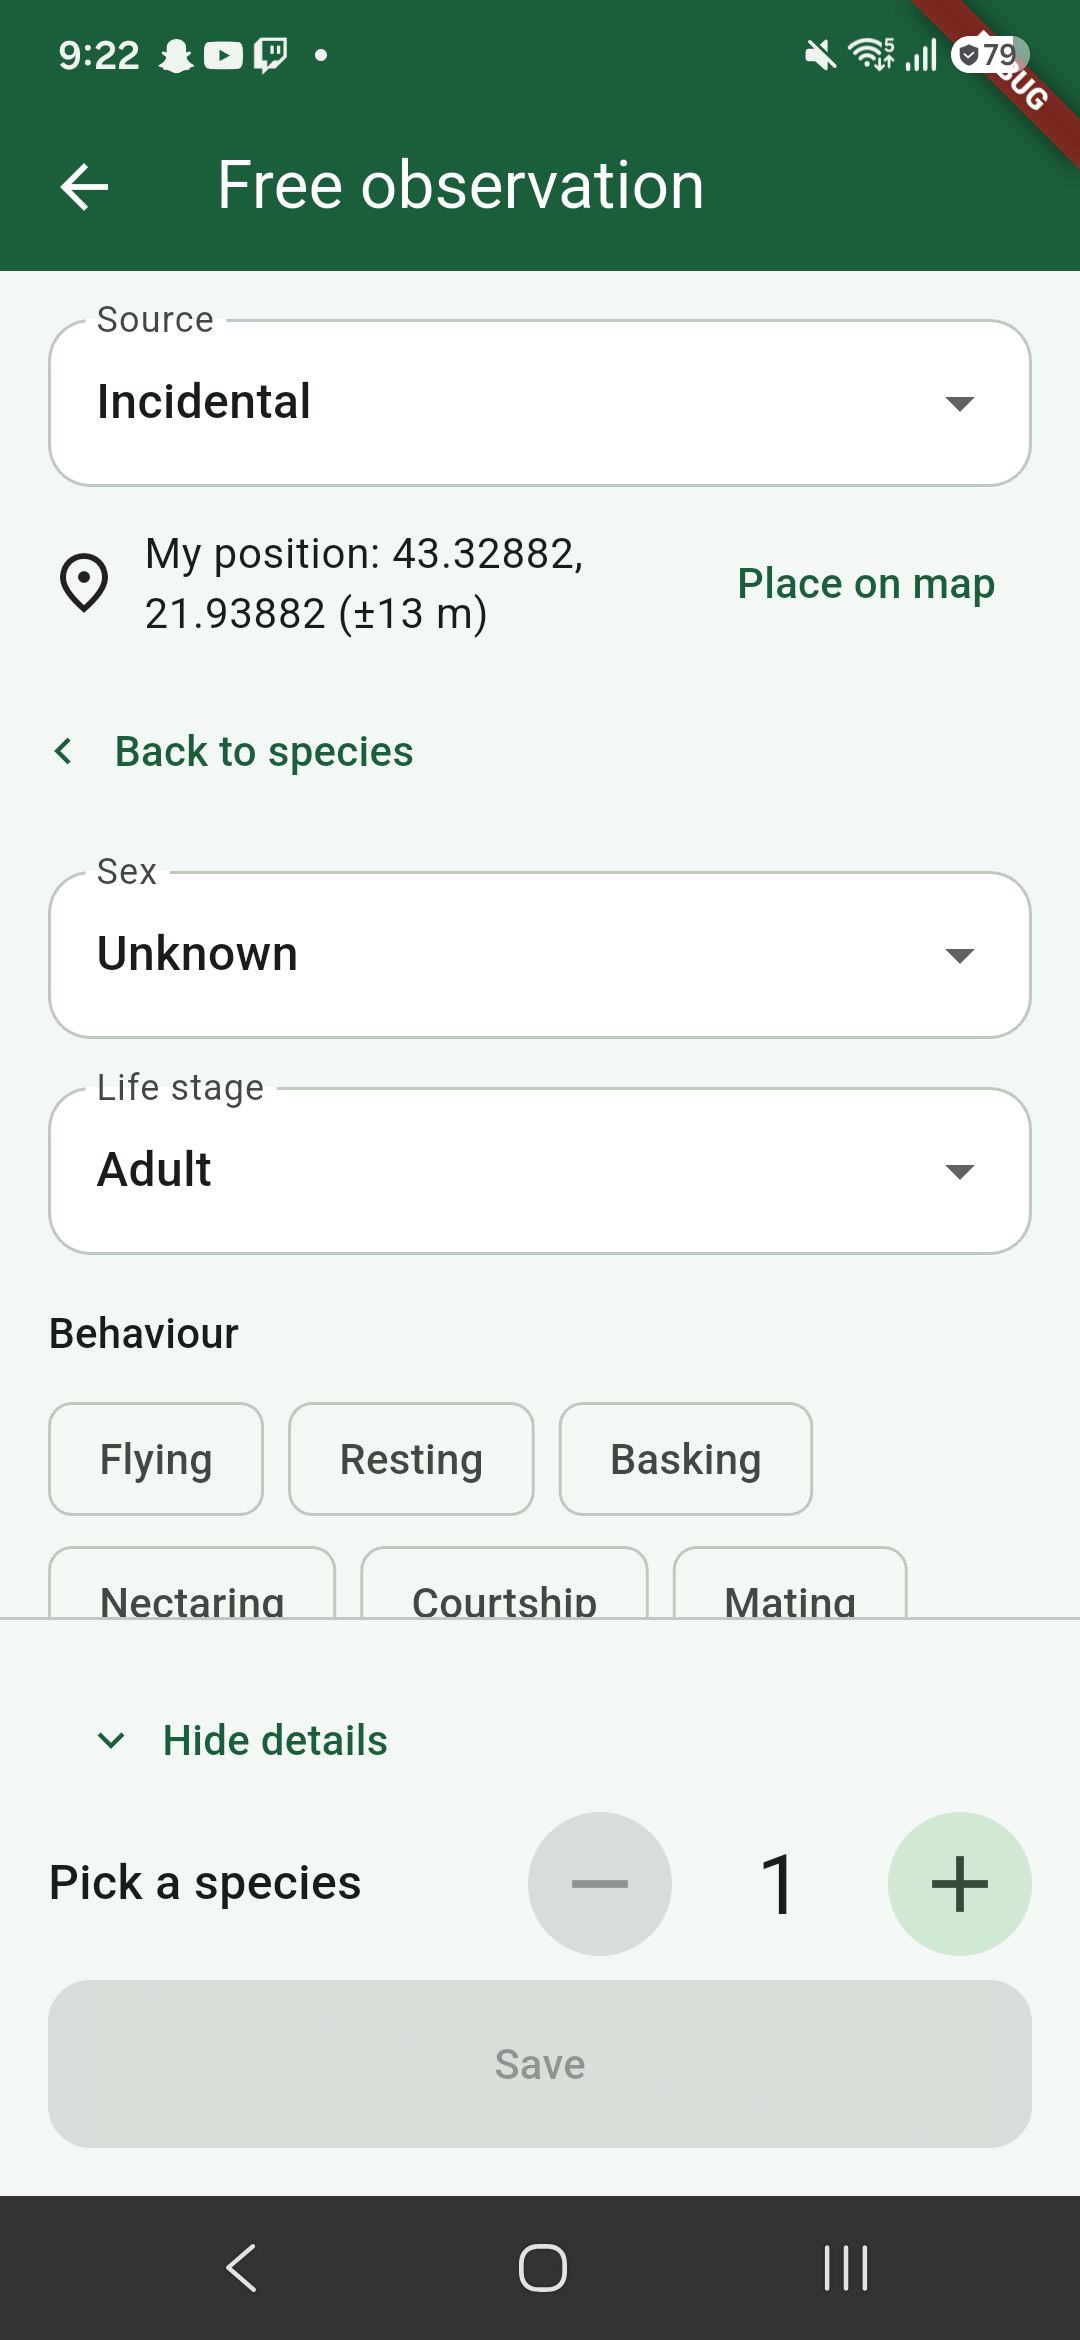 9:22
5
79
BUG
Free observation
Source
Incidental
My position: 43.32882,
21.93882 (±13 m)
Place on map
Back to species
Sex
Unknown
Life stage
Adult
Behaviour
Flying Resting Basking
Nectaring Courtship Mating
Hide details
Pick a species 1
Save